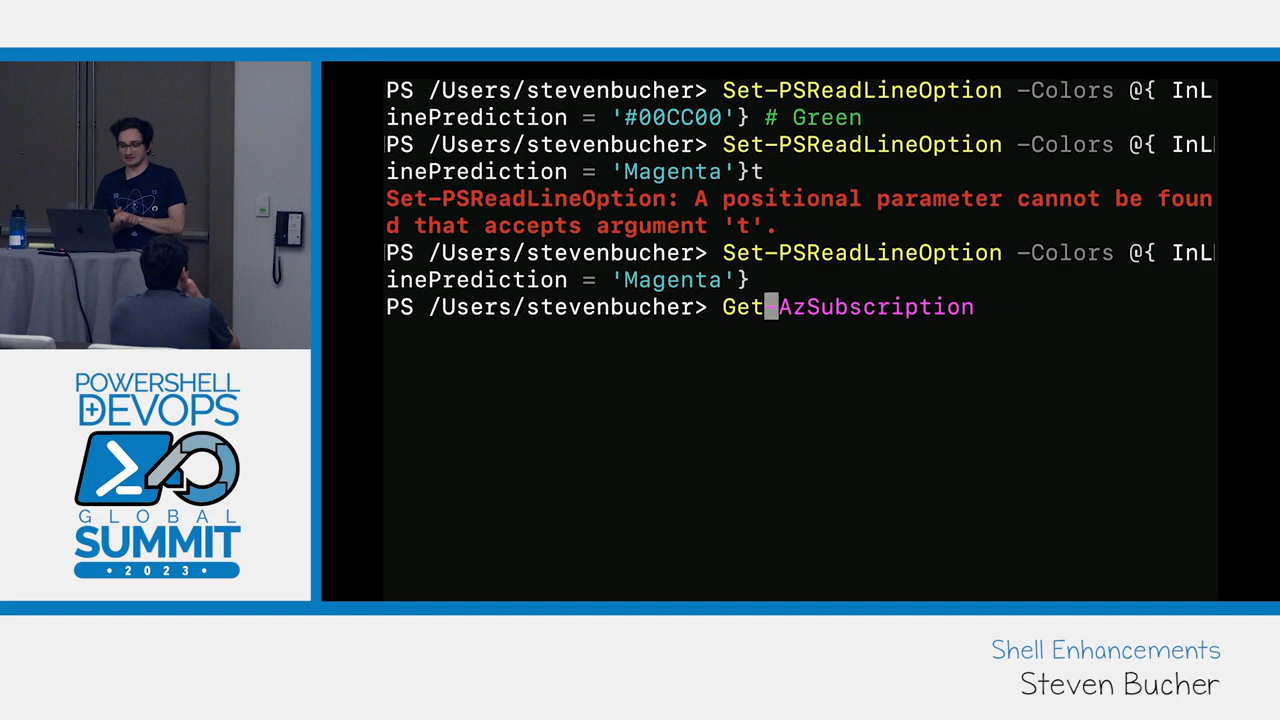 PS /Users/stevenbucher> Set-PSReadLineOption -Colors @{ InL
inePrediction = '#00CC00'} # Green
PS /Users/stevenbucher> Set-PSReadLineOption -Colors @{ InL
inePrediction = 'Magenta'}t
Set-PSReadLineOption: A positional parameter cannot be foun
d that accepts argument 't'.
PS /Users/stevenbucher> Set-PSReadLineOption -Colors @{ InL
inePrediction = 'Magenta'}
PS /Users/stevenbucher> Get-AzSubscription
POWERSHELL
+DEVOPS
GLOBAL
SUMMIT
• 2023 •
Shell Enhancements
Steven Bucher